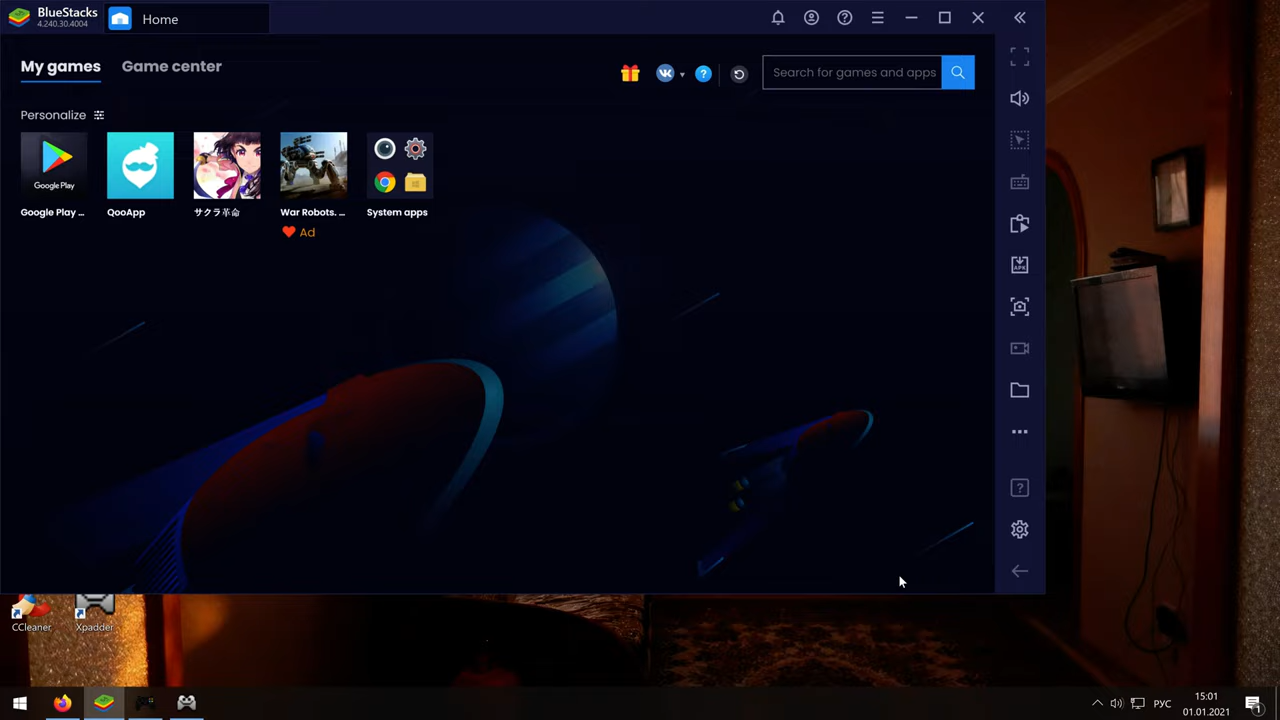 BlueStacks
4.240.30.4004
Home
My games
Game center
Search for games and apps
Personalize
Google Play
Google Play ...
QooApp
サクラ革命
War Robots. ...
System apps
Ad
APK
CCleaner
Xpadder
РУС
15:01
01.01.2021
1